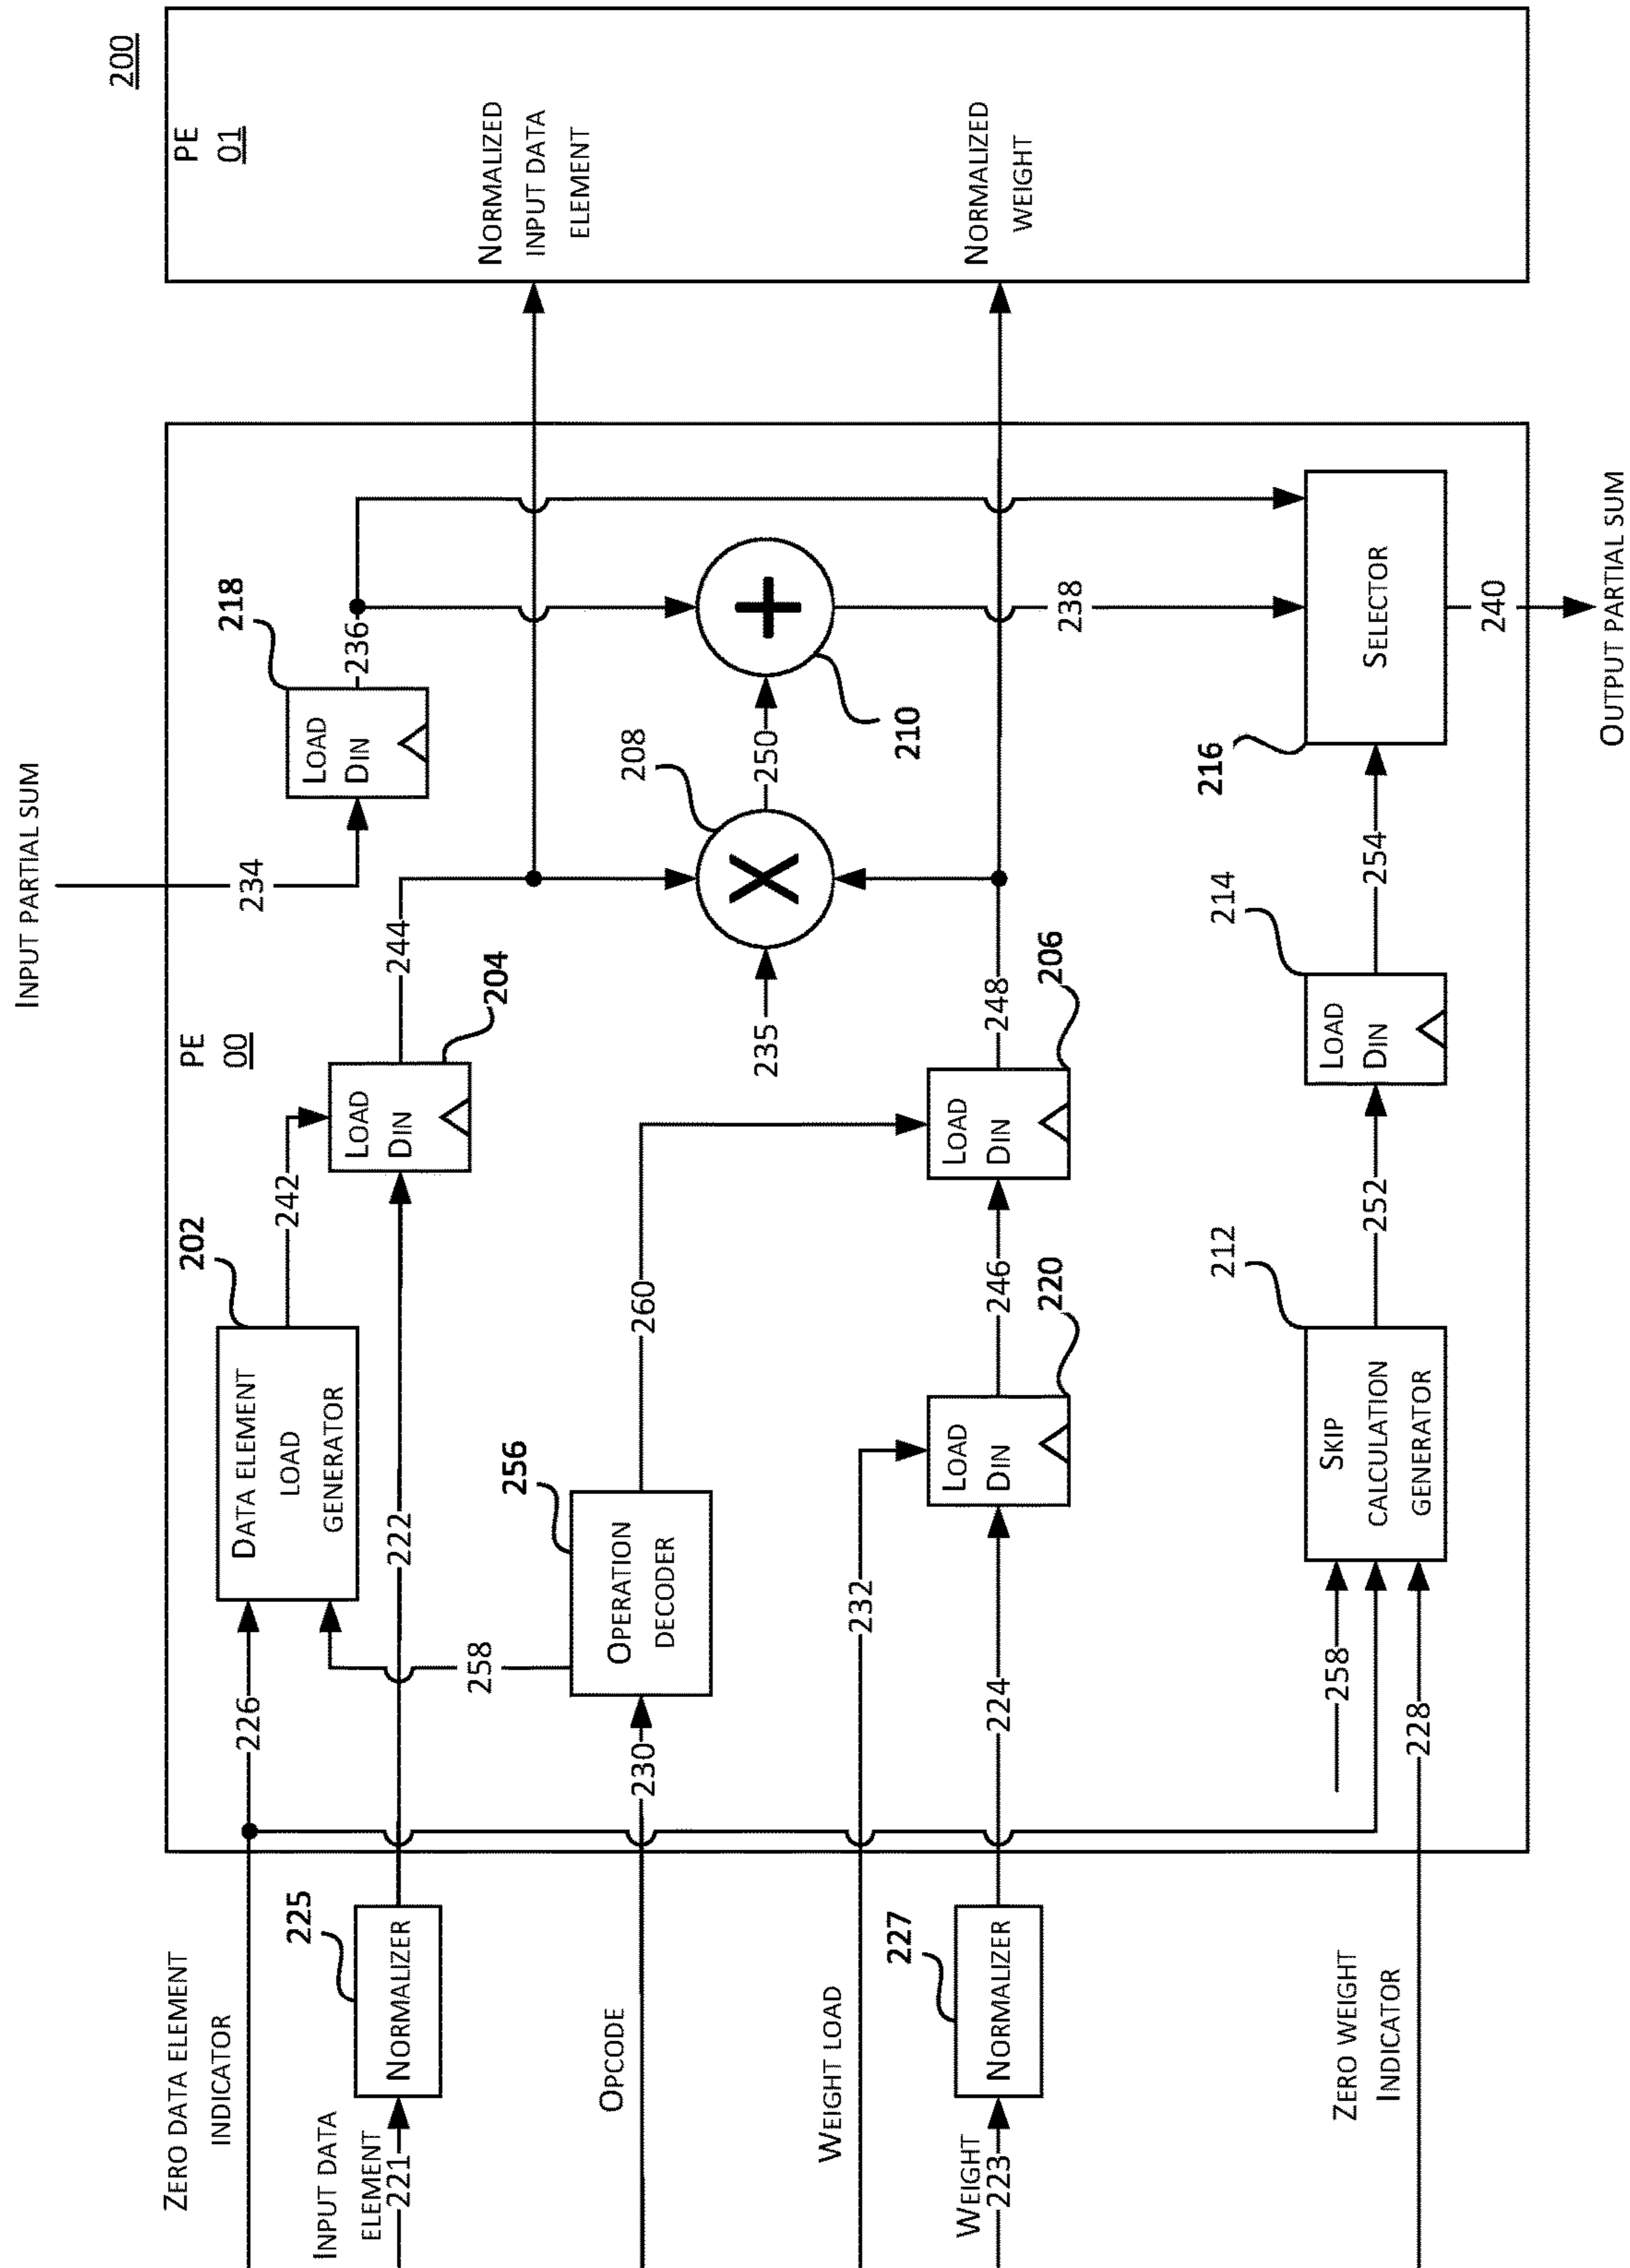 200
ZERO DATA ELEMENT
INDICATOR
INPUT DATA
ELEMENT
221
225
NORMALIZER
OPCODE
WEIGHT LOAD
WEIGHT
223
227
NORMALIZER
ZERO WEIGHT
INDICATOR
INPUT PARTIAL SUM
234
PE
00
226
202
DATA ELEMENT
LOAD
GENERATOR
242
222
258
LOAD
DIN
204
244
218
LOAD
DIN
236
230
256
OPERATION
DECODER
260
235
208
X
250
+
210
232
224
220
LOAD
DIN
246
206
LOAD
DIN
248
238
258
228
212
SKIP
CALCULATION
GENERATOR
252
214
LOAD
DIN
254
216
SELECTOR
240
OUTPUT PARTIAL SUM
PE
01
NORMALIZED
INPUT DATA
ELEMENT
NORMALIZED
WEIGHT